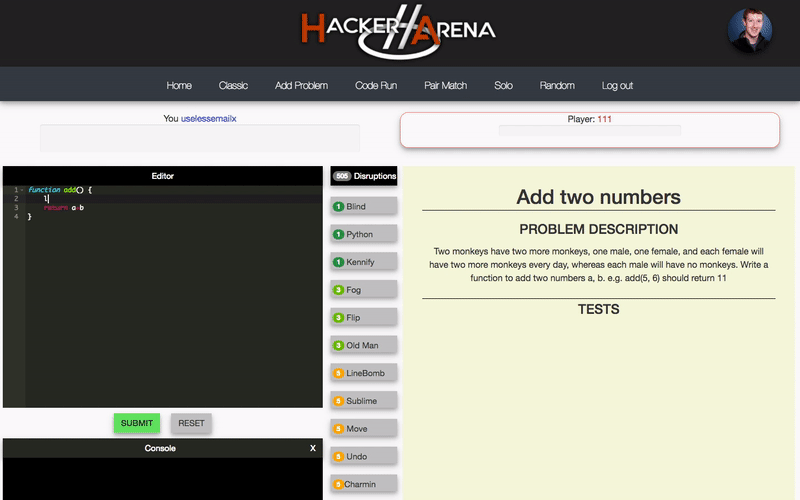 HACKER ARENA
Home Classic Add Problem Code Run Pair Match Solo Random Log out
You uselessemailx
Player: 111
Editor
1 function add() {
2 l
3 return a+b
4 }
SUBMIT RESET
Console X
505 Disruptions
1 Blind
1 Python
1 Kennify
3 Fog
3 Flip
3 Old Man
5 LineBomb
5 Sublime
5 Move
5 Undo
5 Charmin
Add two numbers
PROBLEM DESCRIPTION
Two monkeys have two more monkeys, one male, one female, and each female will
have two more monkeys every day, whereas each male will have no monkeys. Write a
function to add two numbers a, b. e.g. add(5, 6) should return 11
TESTS